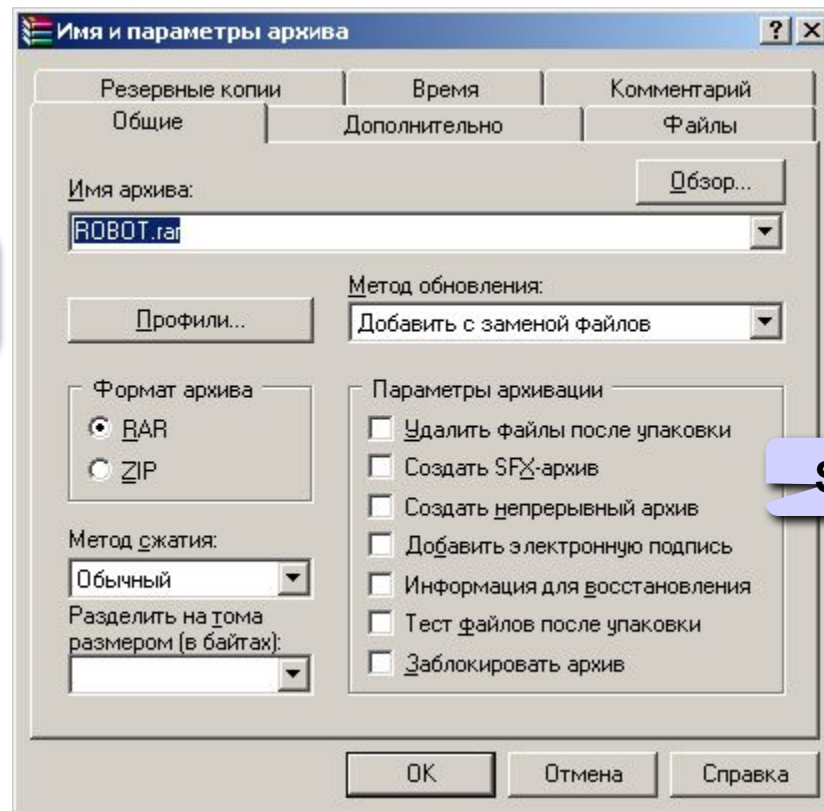 Имя и параметры архива
Резервные копии Время Комментарий
Общие Дополнительно Файлы
Имя архива:
Обзор...
ROBOT.rar
Метод обновления:
Профили...
Добавить с заменой файлов
Формат архива
RAR
ZIP
Параметры архивации
Удалить файлы после упаковки
Создать SFX-архив
Создать непрерывный архив
Добавить электронную подпись
Информация для восстановления
Тест файлов после упаковки
Заблокировать архив
Метод сжатия:
Обычный
Разделить на тома
размером (в байтах):
OK Отмена Справка